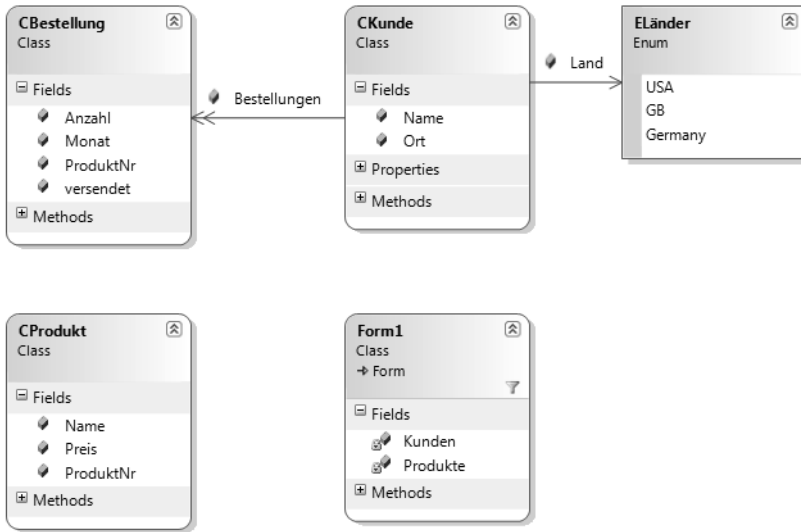 CBestellung
Class
Fields
Anzahl
Monat
ProduktNr
versendet
Methods
Bestellungen
CKunde
Class
Fields
Name
Ort
Properties
Methods
Land
ELänder
Enum
USA
GB
Germany
CProdukt
Class
Fields
Name
Preis
ProduktNr
Methods
Form1
Class
Form
Fields
Kunden
Produkte
Methods